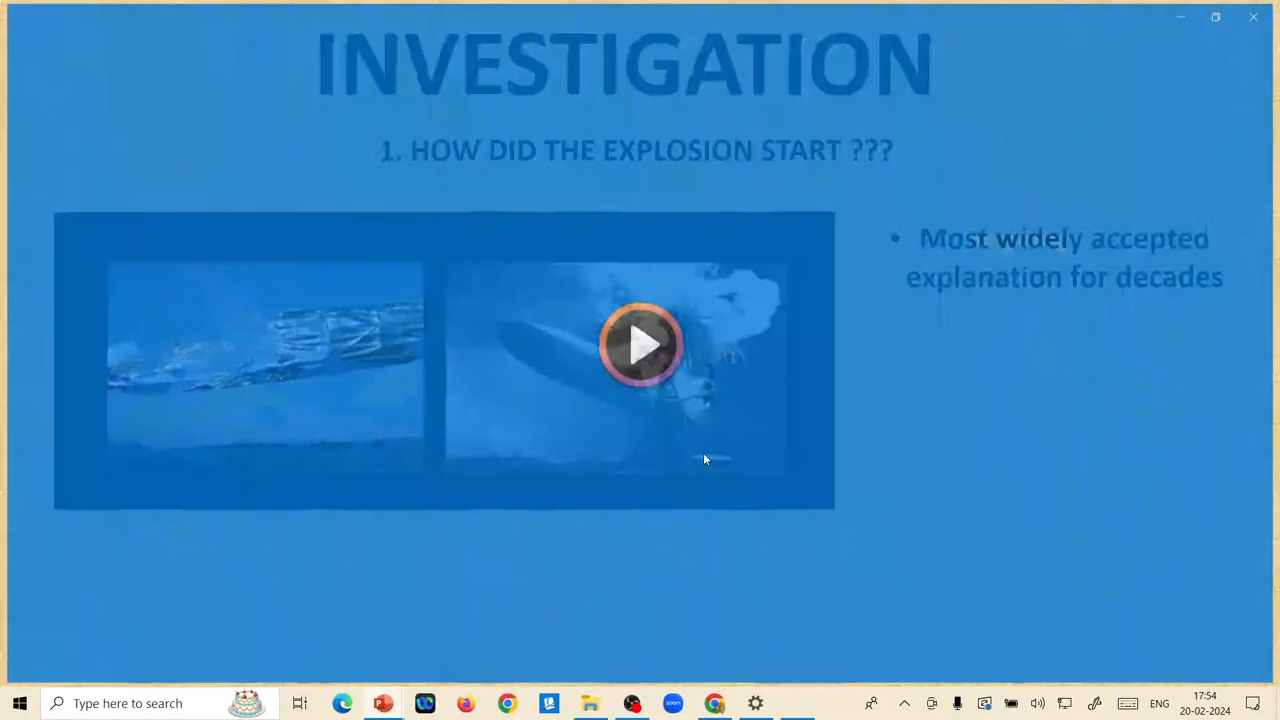 INVESTIGATION
1. HOW DID THE EXPLOSION START ???
• Most widely accepted
explanation for decades
Type here to search
zoom
ENG
17:54
20-02-2024